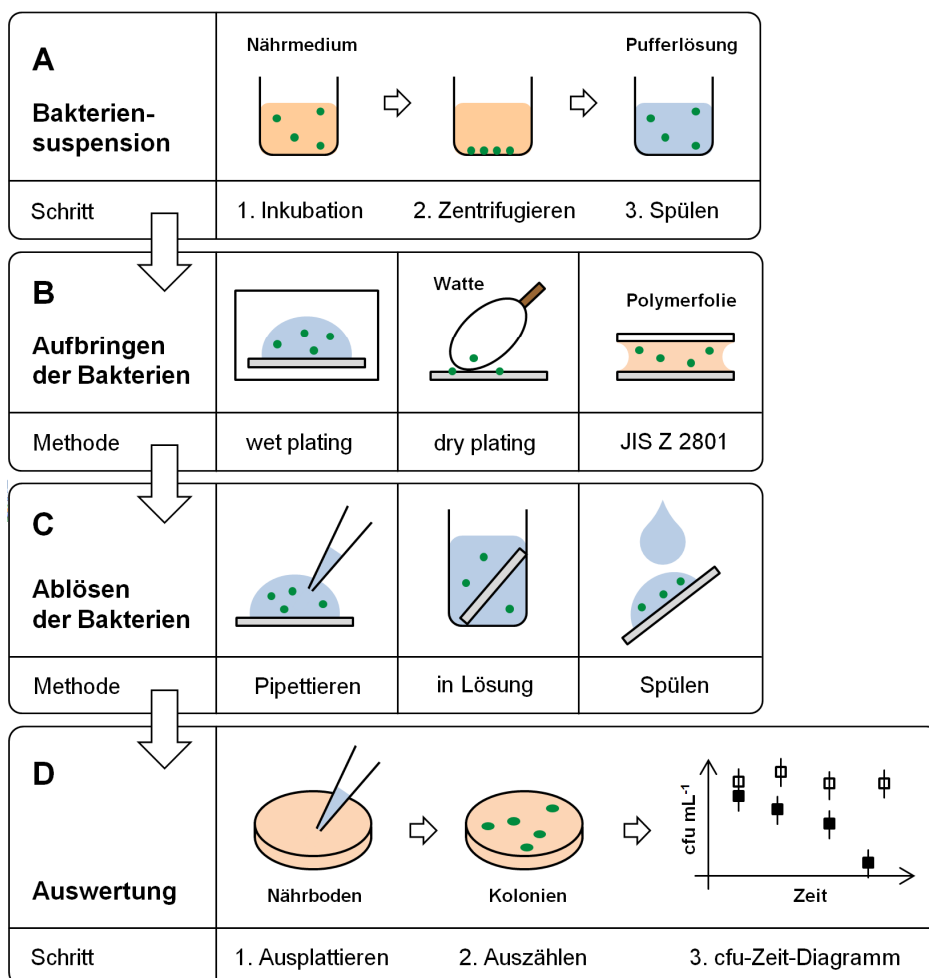 A
Bakterien-
suspension
Nährmedium
Pufferlösung
Schritt
1. Inkubation
2. Zentrifugieren
3. Spülen
B
Aufbringen
der Bakterien
Watte
Polymerfolie
Methode
wet plating
dry plating
JIS Z 2801
C
Ablösen
der Bakterien
Methode
Pipettieren
in Lösung
Spülen
D
Auswertung
Nährboden
Kolonien
cfu mL⁻¹
Zeit
Schritt
1. Ausplattieren
2. Auszählen
3. cfu-Zeit-Diagramm